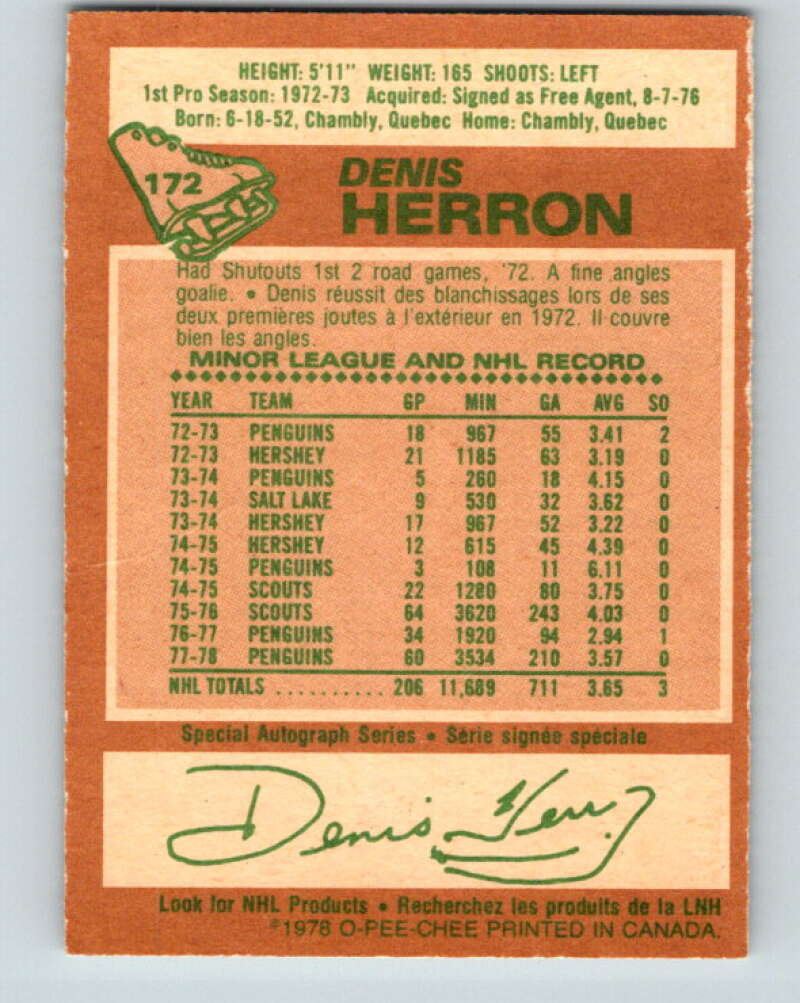 HEIGHT: 5'11" WEIGHT: 165 SHOOTS: LEFT
1st Pro Season: 1972-73 Acquired: Signed as Free Agent, 8-7-76
Born: 6-18-52, Chambly, Quebec Home: Chambly, Quebec
172
DENIS
HERRON
Had Shutouts 1st 2 road games, '72. A fine angles
goalie. • Denis réussit des blanchissages lors de ses
deux premières joutes à l'extérieur en 1972. Il couvre
bien les angles.
MINOR LEAGUE AND NHL RECORD
YEAR TEAM GP MIN GA AVG SO
72-73 PENGUINS 18 967 55 3.41 2
72-73 HERSHEY 21 1185 63 3.19 0
73-74 PENGUINS 5 260 18 4.15 0
73-74 SALT LAKE 9 530 32 3.62 0
73-74 HERSHEY 17 967 52 3.22 0
74-75 HERSHEY 12 615 45 4.39 0
74-75 PENGUINS 3 108 11 6.11 0
74-75 SCOUTS 22 1280 80 3.75 0
75-76 SCOUTS 64 3620 243 4.03 0
76-77 PENGUINS 34 1920 94 2.94 1
77-78 PENGUINS 60 3534 210 3.57 0
NHL TOTALS .......... 206 11,689 711 3.65 3
Special Autograph Series • Série signée spéciale
Denis Herron
Look for NHL Products • Recherchez les produits de la LNH
©1978 O-PEE-CHEE PRINTED IN CANADA.